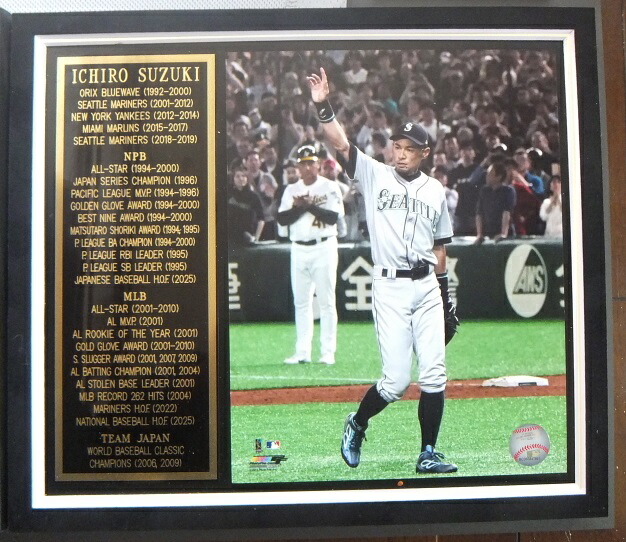 ICHIRO SUZUKI
ORIX BLUEWAVE (1992-2000)
SEATTLE MARINERS (2001-2012)
NEW YORK YANKEES (2012-2014)
MIAMI MARLINS (2015-2017)
SEATTLE MARINERS (2018-2019)
NPB
ALL-STAR (1994-2000)
JAPAN SERIES CHAMPION (1996)
PACIFIC LEAGUE M.V.P. (1994-1996)
GOLDEN GLOVE AWARD (1994-2000)
BEST NINE AWARD (1994-2000)
MATSUTARO SHORIKI AWARD (1994, 1995)
P. LEAGUE BA CHAMPION (1994-2000)
P. LEAGUE RBI LEADER (1995)
P. LEAGUE SB LEADER (1995)
JAPANESE BASEBALL H.O.F. (2025)
MLB
ALL-STAR (2001-2010)
AL M.V.P. (2001)
AL ROOKIE OF THE YEAR (2001)
GOLD GLOVE AWARD (2001-2010)
S. SLUGGER AWARD (2001, 2007, 2009)
AL BATTING CHAMPION (2001, 2004)
AL STOLEN BASE LEADER (2001)
MLB RECORD 262 HITS (2004)
MARINERS H.O.F. (2022)
NATIONAL BASEBALL H.O.F. (2025)
TEAM JAPAN
WORLD BASEBALL CLASSIC
CHAMPIONS (2006, 2009)
SEATTLE
S
全
ANS